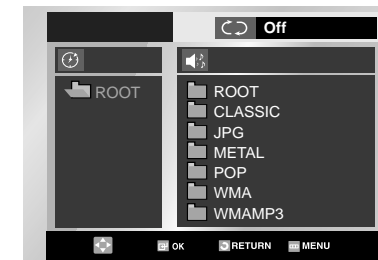 Off
ROOT
ROOT
CLASSIC
JPG
METAL
POP
WMA
WMAMP3
OK RETURN MENU